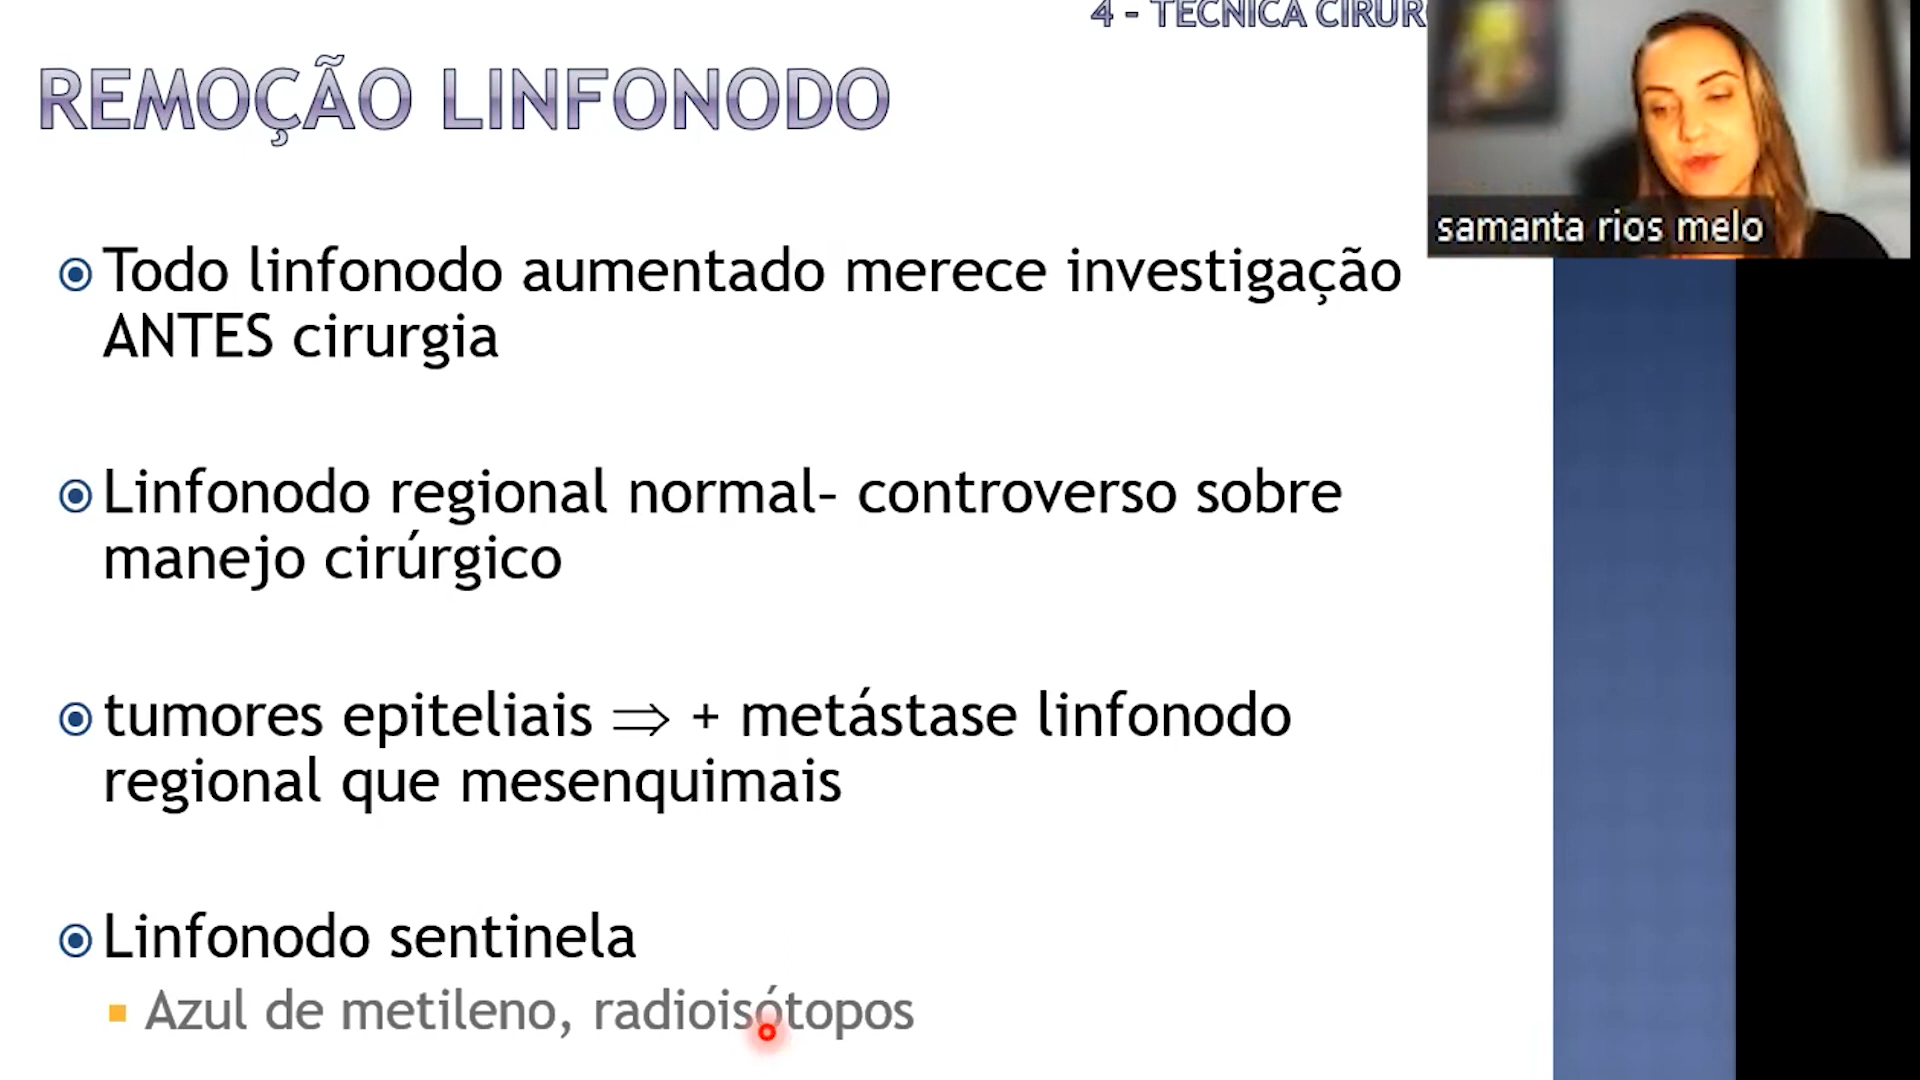 4 - TÉCNICA
REMOÇÃO LINFONODO
samanta rios melo
Todo linfonodo aumentado merece investigação
ANTES cirurgia
Linfonodo regional normal– controverso sobre
manejo cirúrgico
tumores epiteliais ⇒ + metástase linfonodo
regional que mesenquimais
Linfonodo sentinela
Azul de metileno, radioisótopos